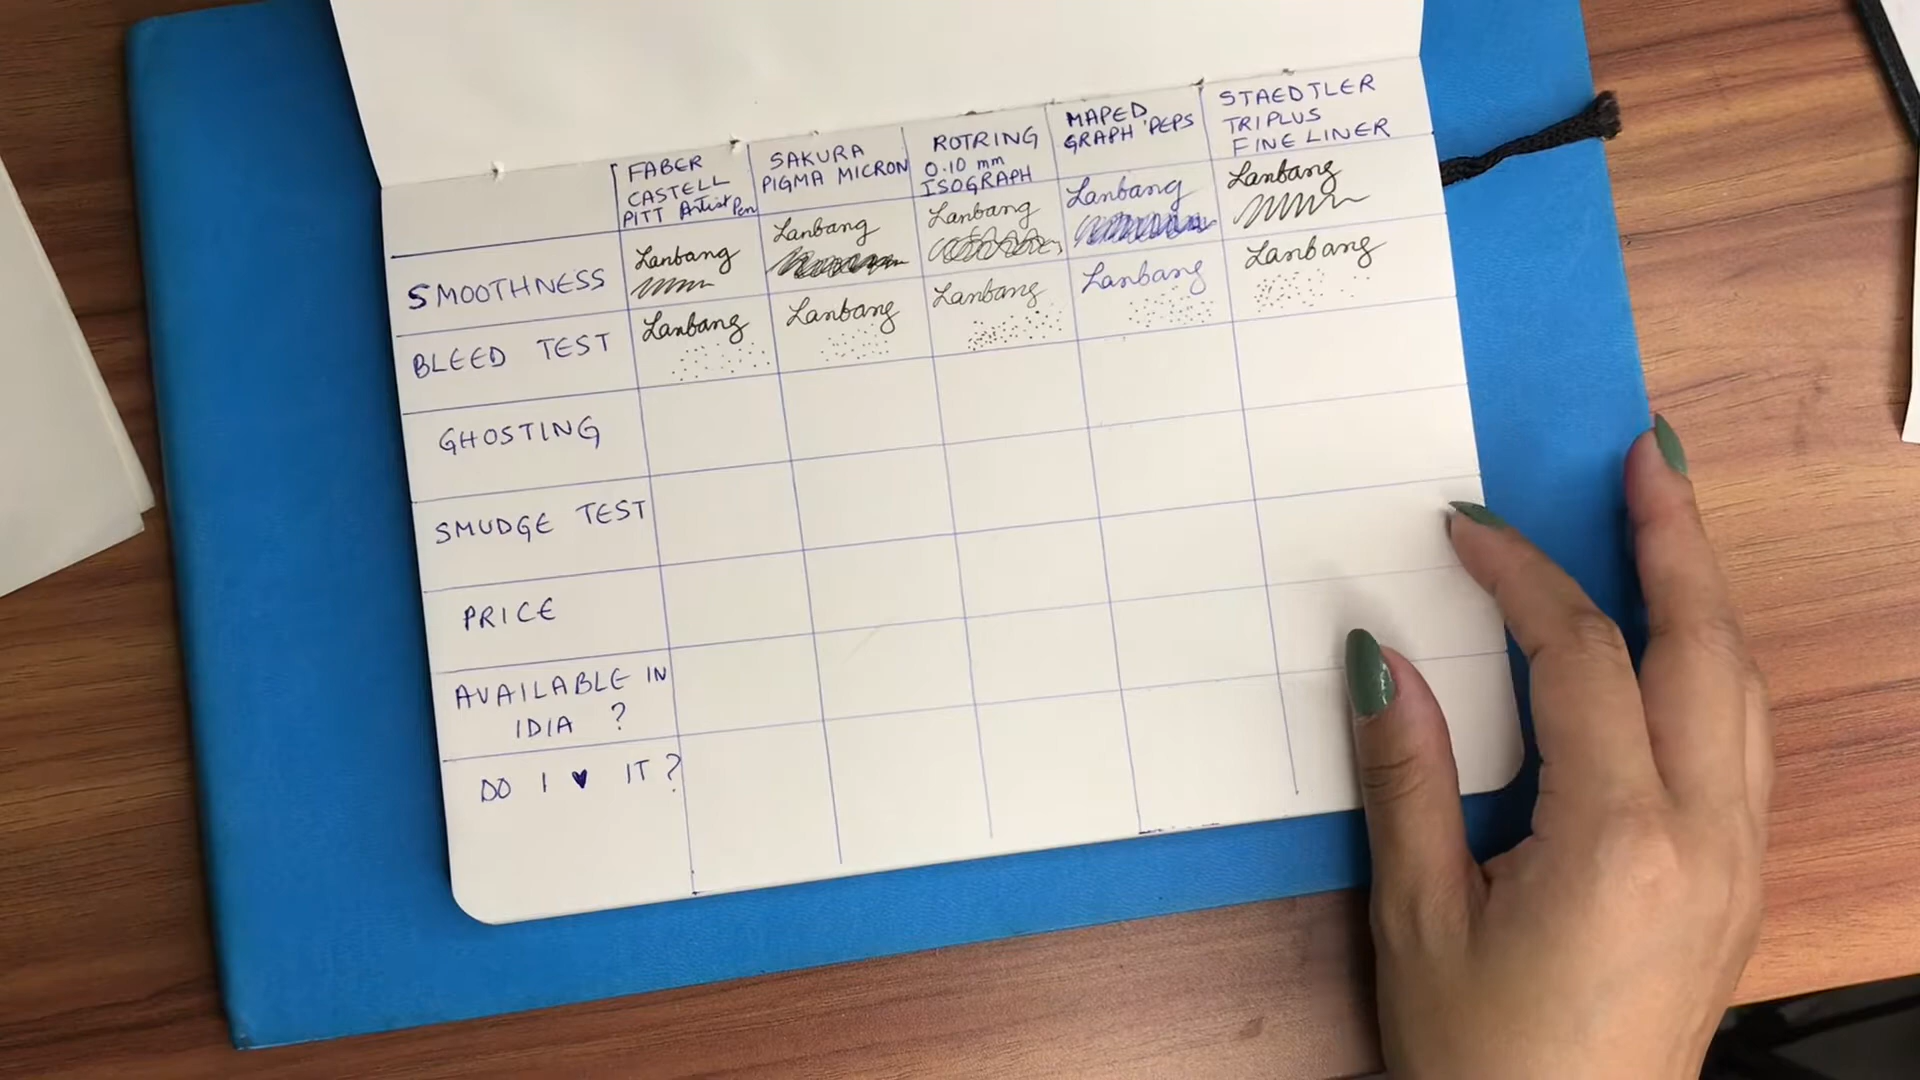 FABER
CASTELL
PITT Artist Pen
SAKURA
PIGMA MICRON
ROTRING
0.10 mm
ISOGRAPH
MAPED
GRAPH 'PEPS
STAEDTLER
TRIPLUS
FINE LINER
SMOOTHNESS
Lanbang
Lanbang
Lanbang
Lanbang
Lanbang
BLEED TEST
Lanbang
Lanbang
Lanbang
Lanbang
Lanbang
GHOSTING
SMUDGE TEST
PRICE
AVAILABLE IN
IDIA ?
DO I ♥ IT ?